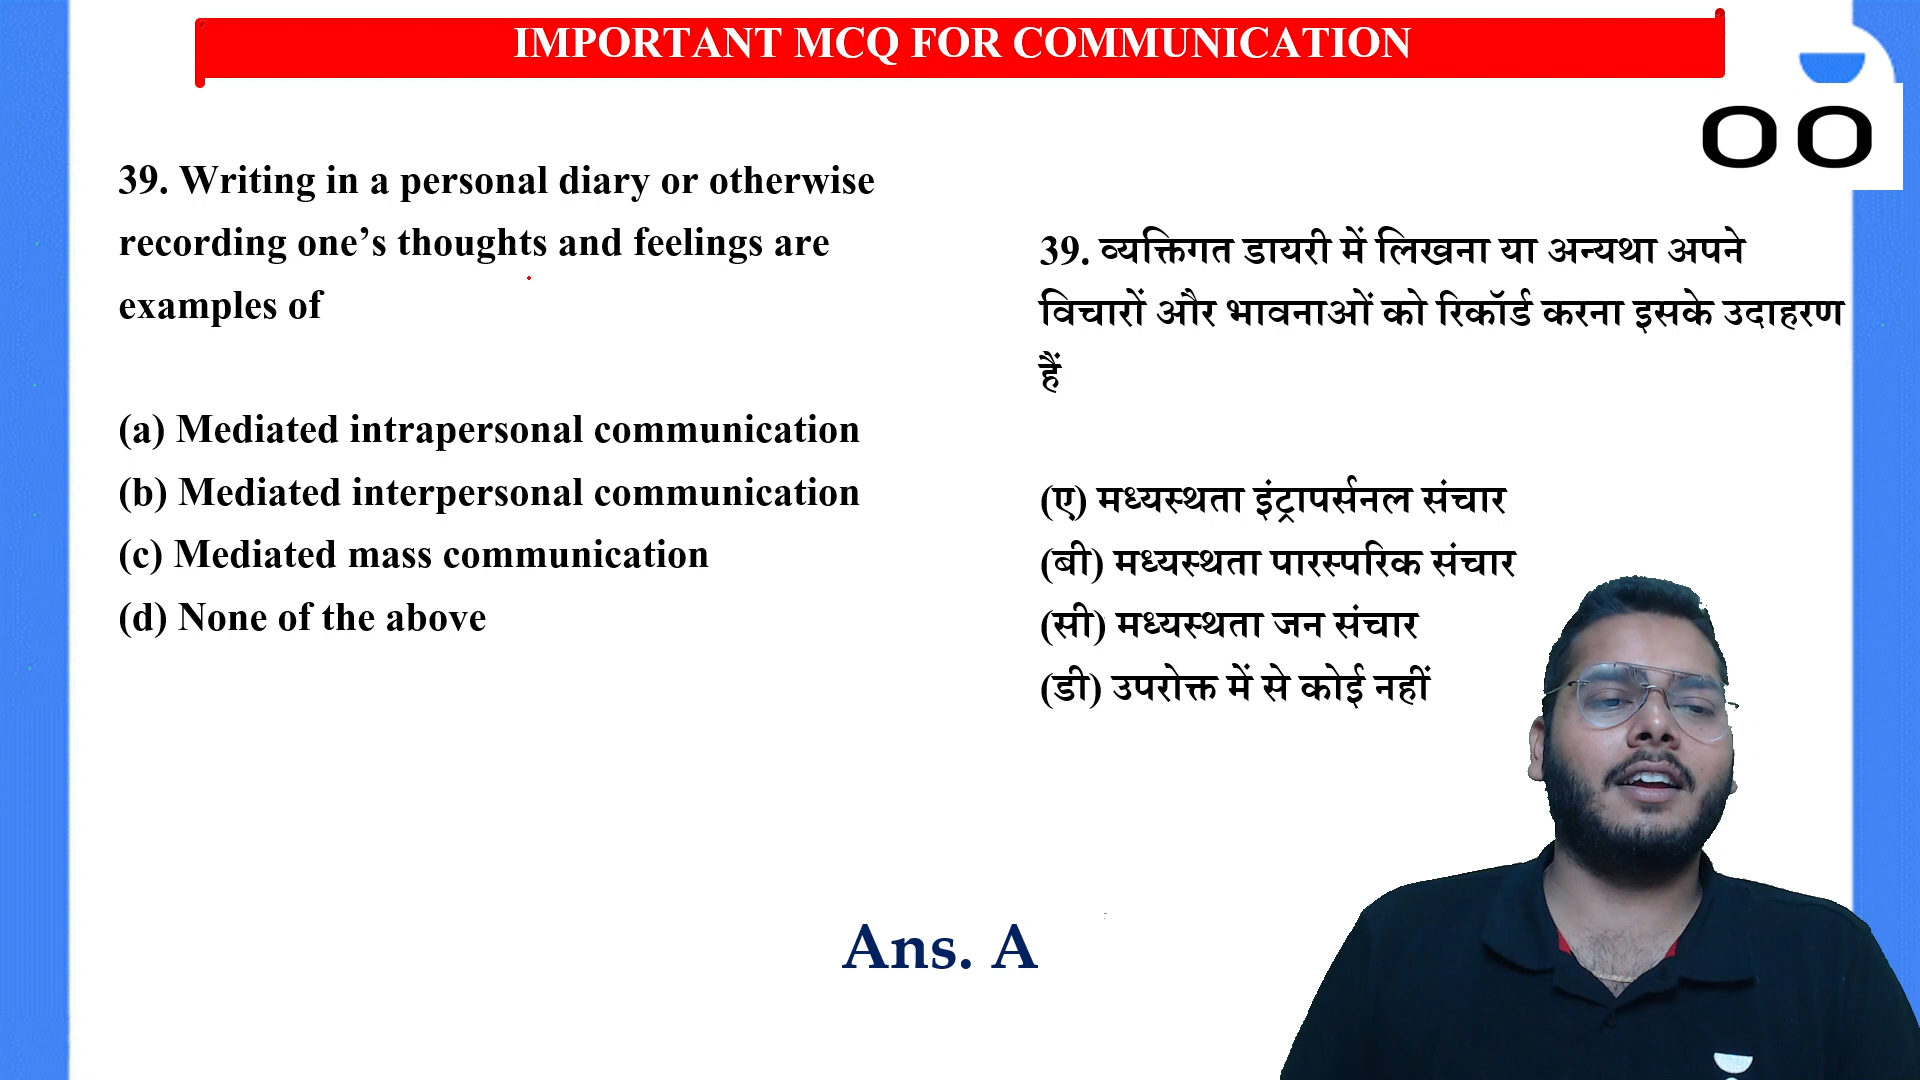 IMPORTANT MCQ FOR COMMUNICATION
39. Writing in a personal diary or otherwise
recording one’s thoughts and feelings are
examples of
(a) Mediated intrapersonal communication
(b) Mediated interpersonal communication
(c) Mediated mass communication
(d) None of the above
39. व्यक्तिगत डायरी में लिखना या अन्यथा अपने
विचारों और भावनाओं को रिकॉर्ड करना इसके उदाहरण
हैं
(ए) मध्यस्थता इंट्रापर्सनल संचार
(बी) मध्यस्थता पारस्परिक संचार
(सी) मध्यस्थता जन संचार
(डी) उपरोक्त में से कोई नहीं
Ans. A
00